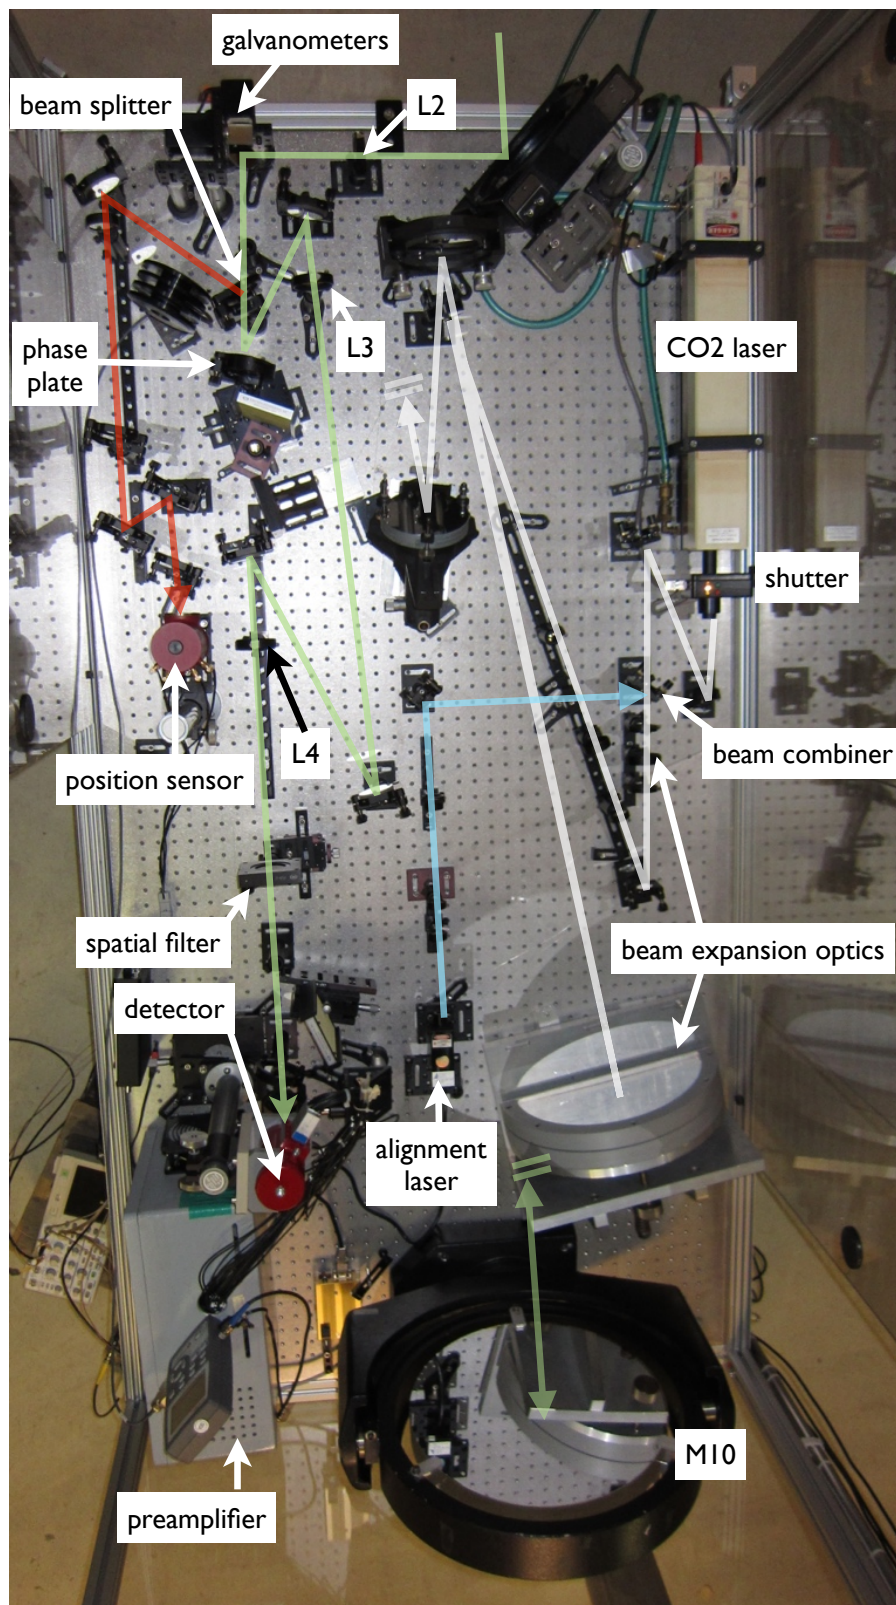 galvanometers
beam splitter
L2
L3
phase
plate
CO2 laser
shutter
L4
position sensor
beam combiner
spatial filter
beam expansion optics
detector
alignment
laser
M10
preamplifier